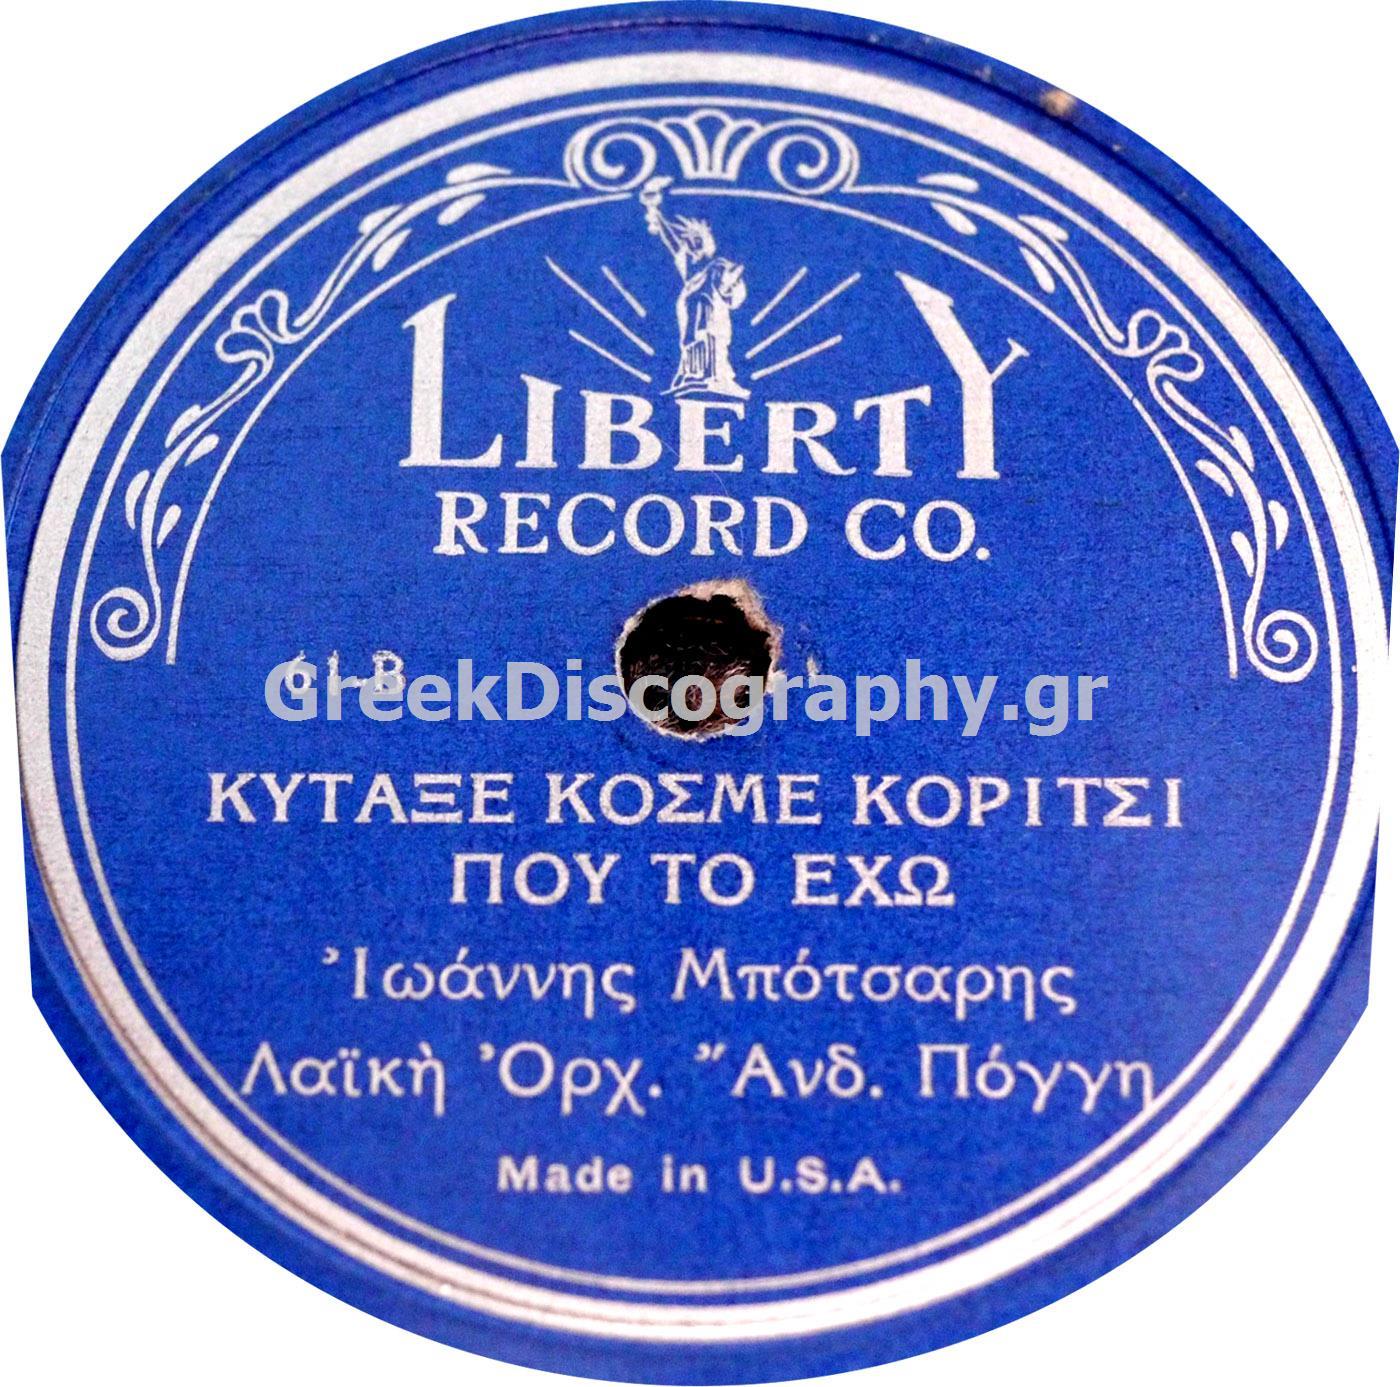 LIBERTY
RECORD CO.
61-B
GreekDiscography.gr
ΚΥΤΑΞΕ ΚΟΣΜΕ ΚΟΡΙΤΣΙ
ΠΟΥ ΤΟ ΕΧΩ
Ἰωάννης Μπότσαρης
Λαϊκὴ Ὀρχ. Ἄνδ. Πόγγη
Made in U.S.A.